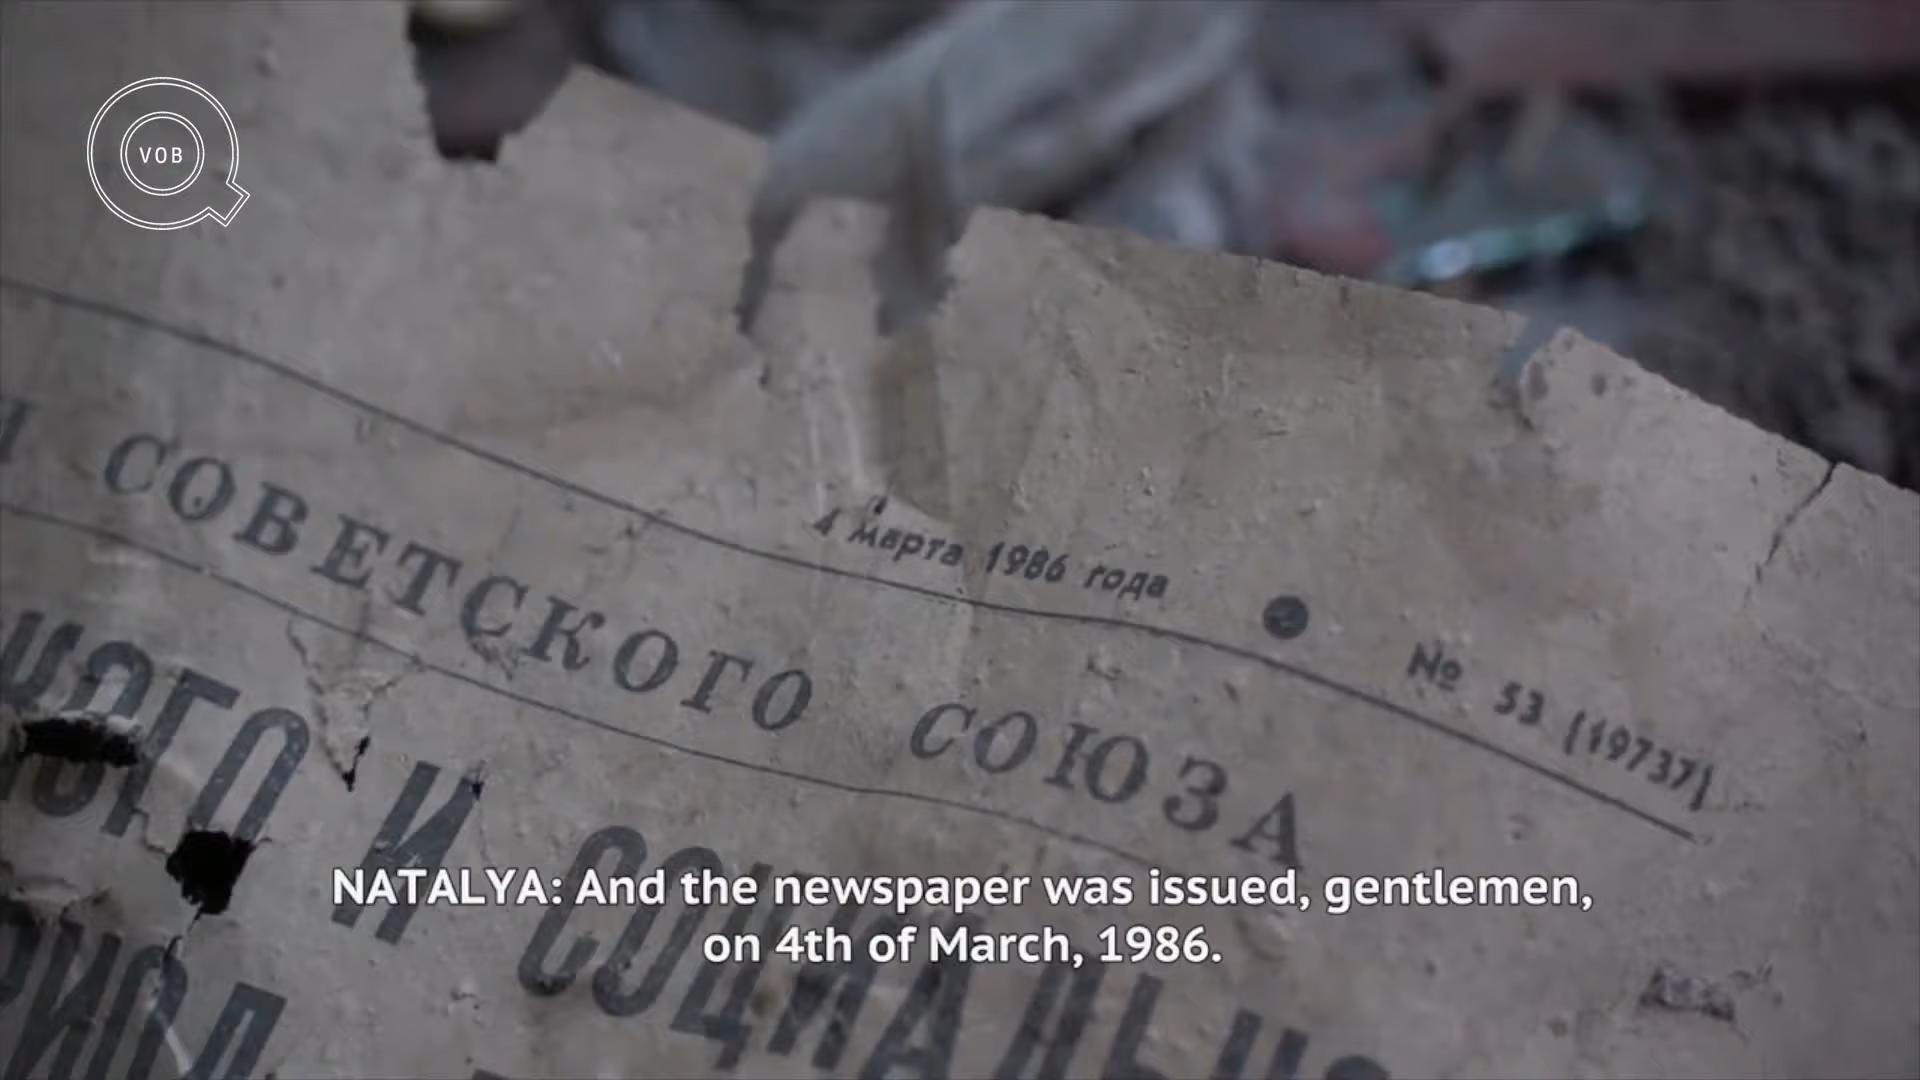 VOB
4 марта 1986 года
№ 53 (19737)
СОВЕТСКОГО СОЮЗА
И СОЦИАЛЬНО
NATALYA: And the newspaper was issued, gentlemen,
on 4th of March, 1986.